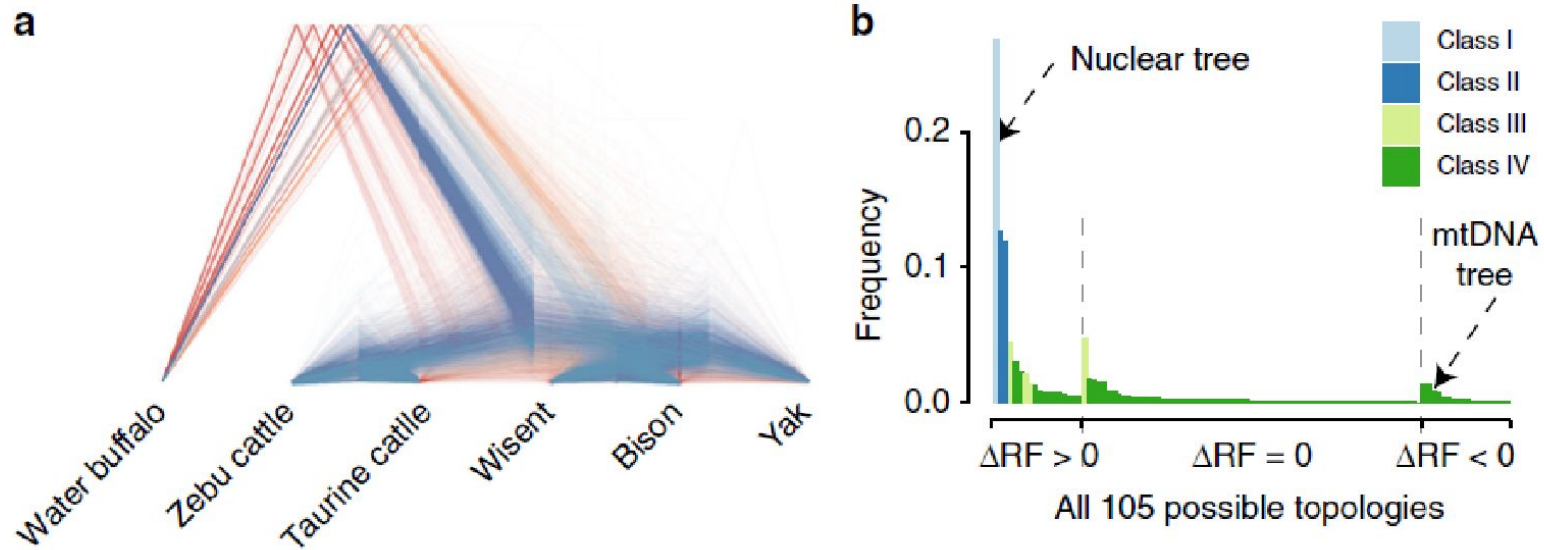 a
Water buffalo
Zebu cattle
Taurine catlle
Wisent
Bison
Yak
b
Nuclear tree
Class I
Class II
Class III
Class IV
mtDNA
tree
Frequency
0.2
0.1
0.0
ΔRF > 0
ΔRF = 0
ΔRF < 0
All 105 possible topologies